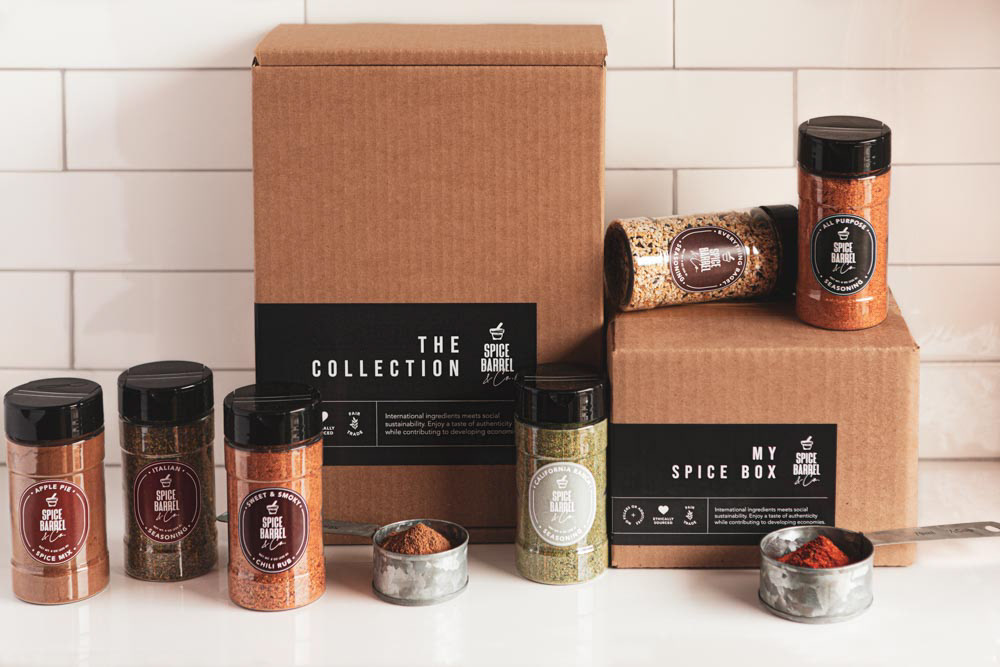 THE
COLLECTION
SPICE
BARREL
& Co.
FAIR
TRADE
International ingredients meets social
sustainability. Enjoy a taste of authenticity
while contributing to developing
MY
SPICE BOX
SPICE
BARREL
& Co.
ETHICALLY
SOURCED
FAIR
TRADE
International ingredients meets social
sustainability. Enjoy a taste of authenticity
while contributing to developing economies.
EVERYTHING BAGEL
SPICE
BARREL
& Co.
SEASONING
ALL PURPOSE
SPICE
BARREL
& Co.
SEASONING
APPLE PIE
SPICE
BARREL
& Co.
SPICE MIX
ITALIAN
SPICE
BARREL
& Co.
SEASONING
SWEET & SMOKY
SPICE
BARREL
& Co.
CHILI RUB
CALIFORNIA
SPICE
BARREL
& Co.
SEASONING